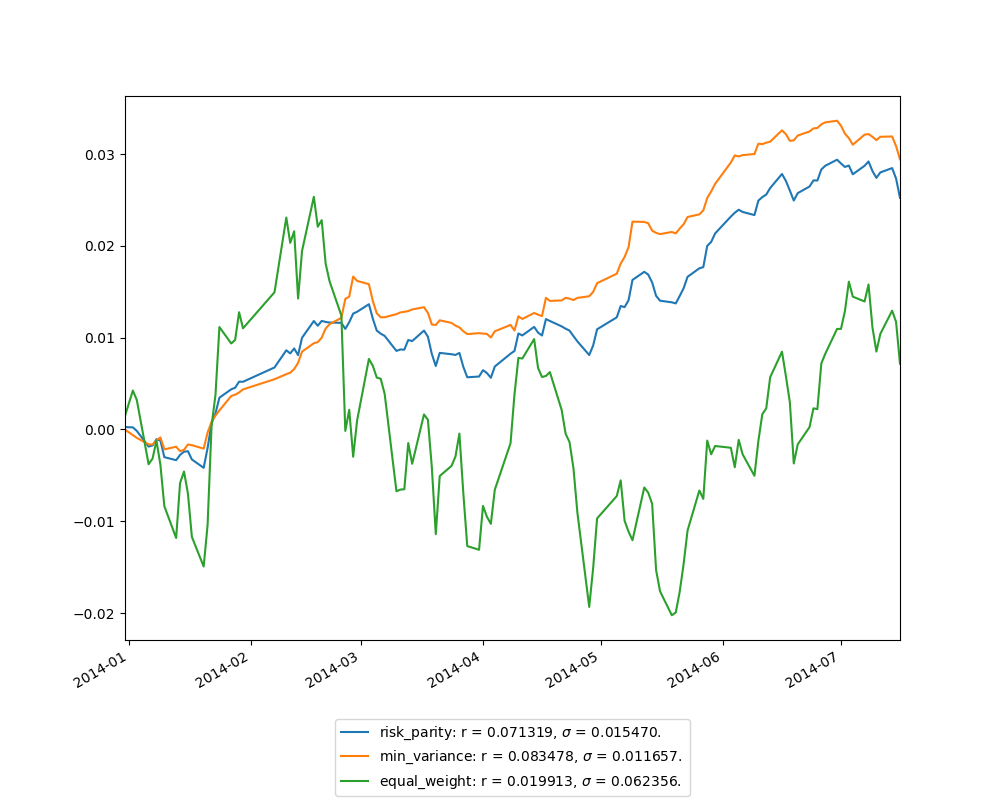 0.03
0.02
0.01
0.00
−0.01
−0.02
2014-01 2014-02 2014-03 2014-04 2014-05 2014-06 2014-07
risk_parity: r = 0.071319, σ = 0.015470.
min_variance: r = 0.083478, σ = 0.011657.
equal_weight: r = 0.019913, σ = 0.062356.